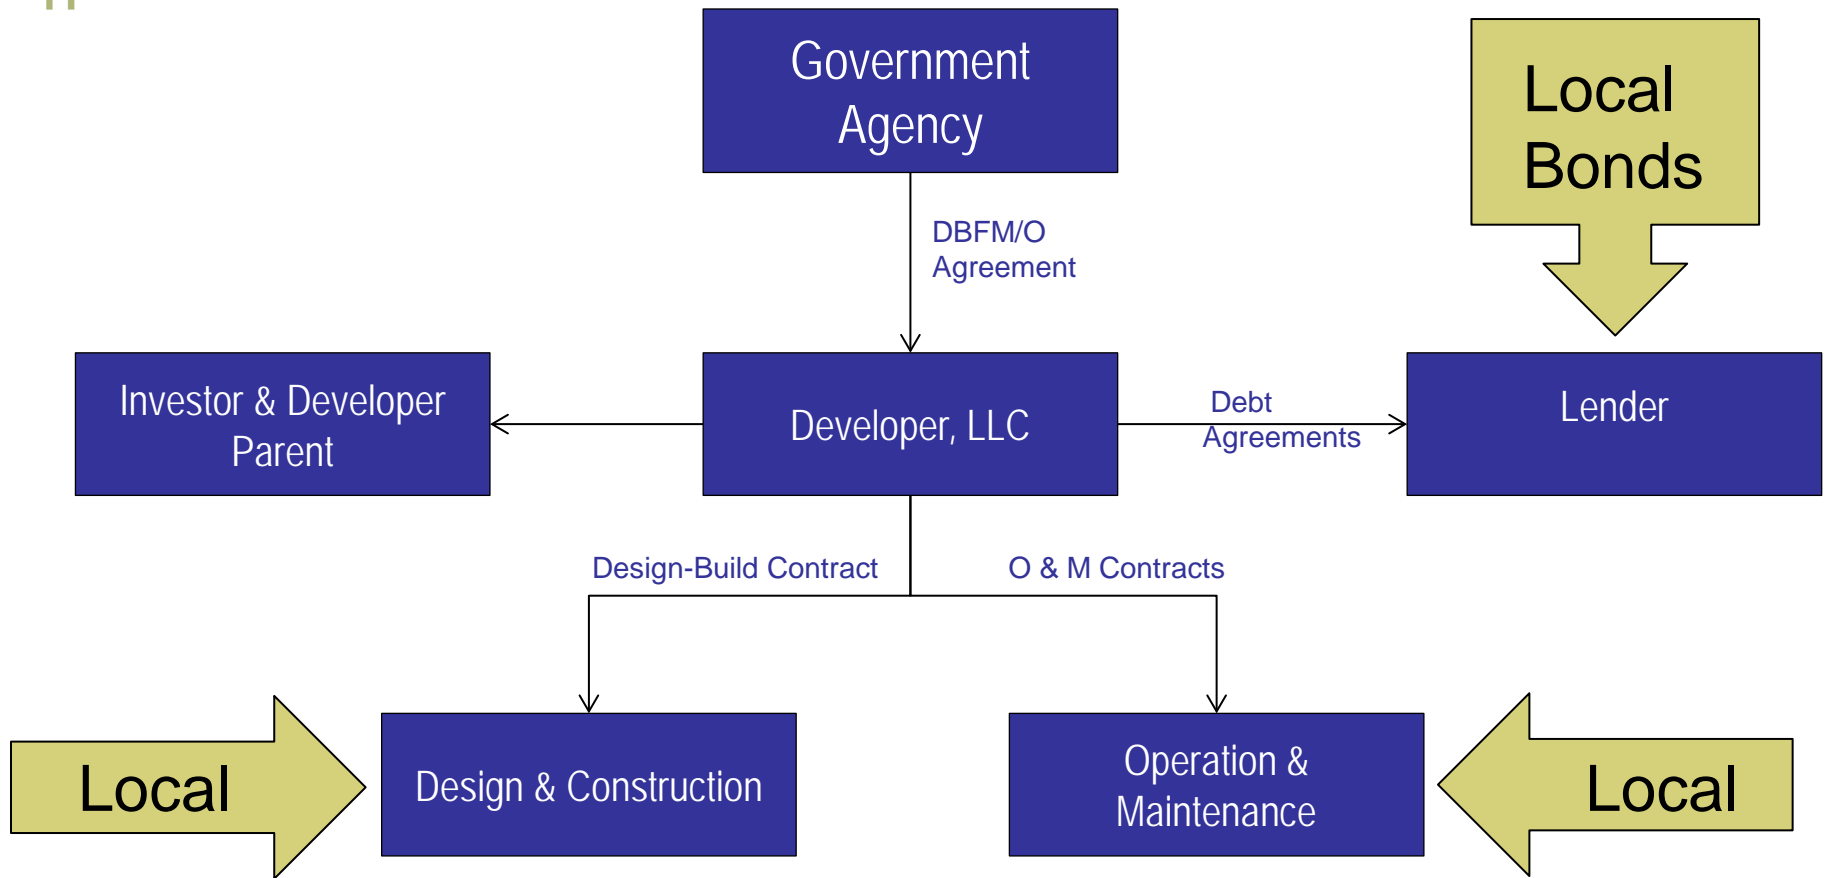 Government
Agency
Local
Bonds
DBFM/O
Agreement
Investor & Developer
Parent
Developer, LLC
Debt
Agreements
Lender
Design-Build Contract
O & M Contracts
Local
Design & Construction
Operation &
Maintenance
Local